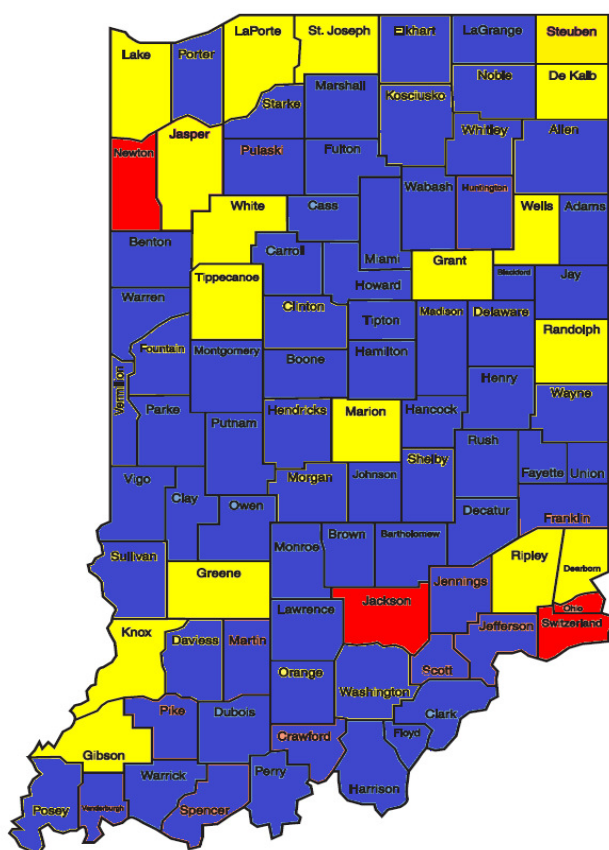 LaPorte
St. Joseph
Elkhart
LaGrange
Steuben
Lake
Porter
Noble
De Kalb
Starke
Marshall
Kosciusko
Jasper
Whitley
Allen
Newton
Pulaski
Fulton
Wabash
Huntington
White
Cass
Wells
Adams
Benton
Carroll
Miami
Grant
Tippecanoe
Blackford
Jay
Howard
Warren
Clinton
Tipton
Madison
Delaware
Randolph
Fountain
Montgomery
Boone
Hamilton
Vermillion
Henry
Wayne
Parke
Hendricks
Marion
Hancock
Putnam
Rush
Shelby
Vigo
Morgan
Johnson
Fayette
Union
Clay
Owen
Decatur
Franklin
Brown
Bartholomew
Monroe
Sullivan
Ripley
Dearborn
Greene
Jennings
Lawrence
Jackson
Ohio
Switzerland
Knox
Daviess
Martin
Jefferson
Orange
Scott
Washington
Pike
Dubois
Clark
Crawford
Floyd
Gibson
Warrick
Perry
Harrison
Posey
Vanderburgh
Spencer